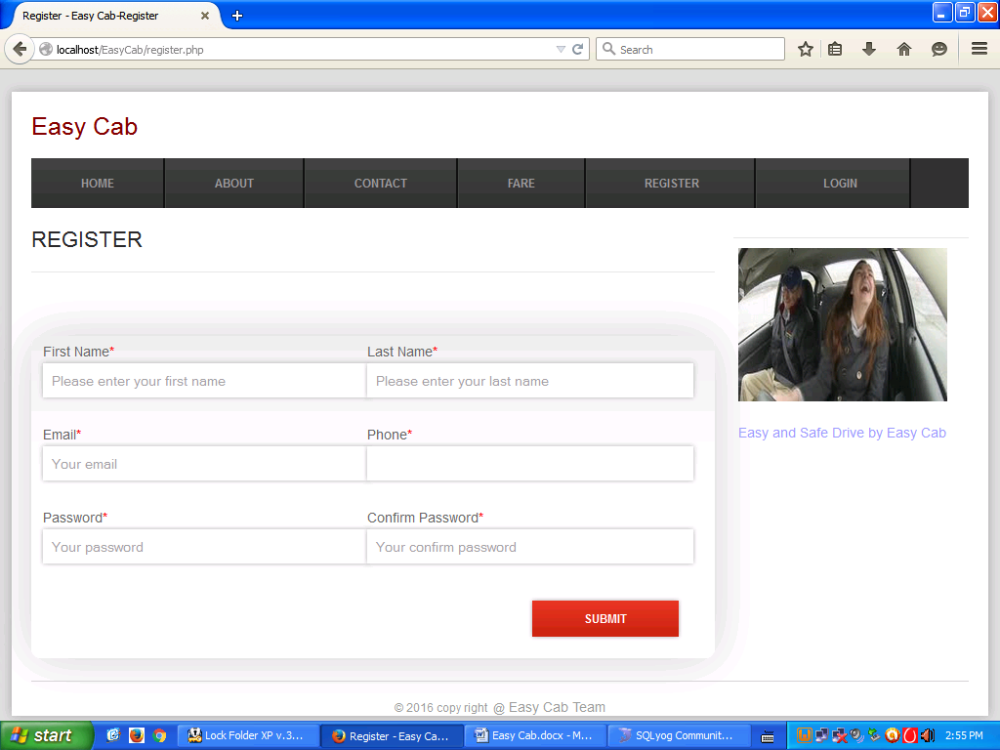 Register - Easy Cab-Register
localhost/EasyCab/register.php
Search
Easy Cab
HOME ABOUT CONTACT FARE REGISTER LOGIN
REGISTER
First Name* Last Name*
Please enter your first name Please enter your last name
Email* Phone*
Your email
Password* Confirm Password*
Your password Your confirm password
SUBMIT
Easy and Safe Drive by Easy Cab
© 2016 copy right @ Easy Cab Team
start Lock Folder XP v.3... Register - Easy Ca... Easy Cab.docx - M... SQLyog Communit... 2:55 PM